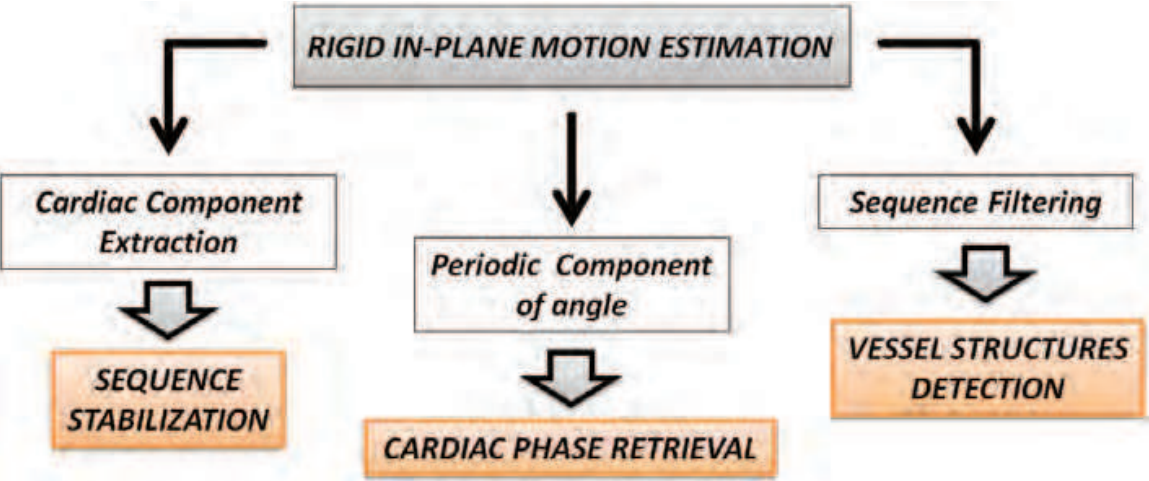 RIGID IN-PLANE MOTION ESTIMATION
Cardiac Component
Extraction
SEQUENCE
STABILIZATION
Periodic Component
of angle
CARDIAC PHASE RETRIEVAL
Sequence Filtering
VESSEL STRUCTURES
DETECTION